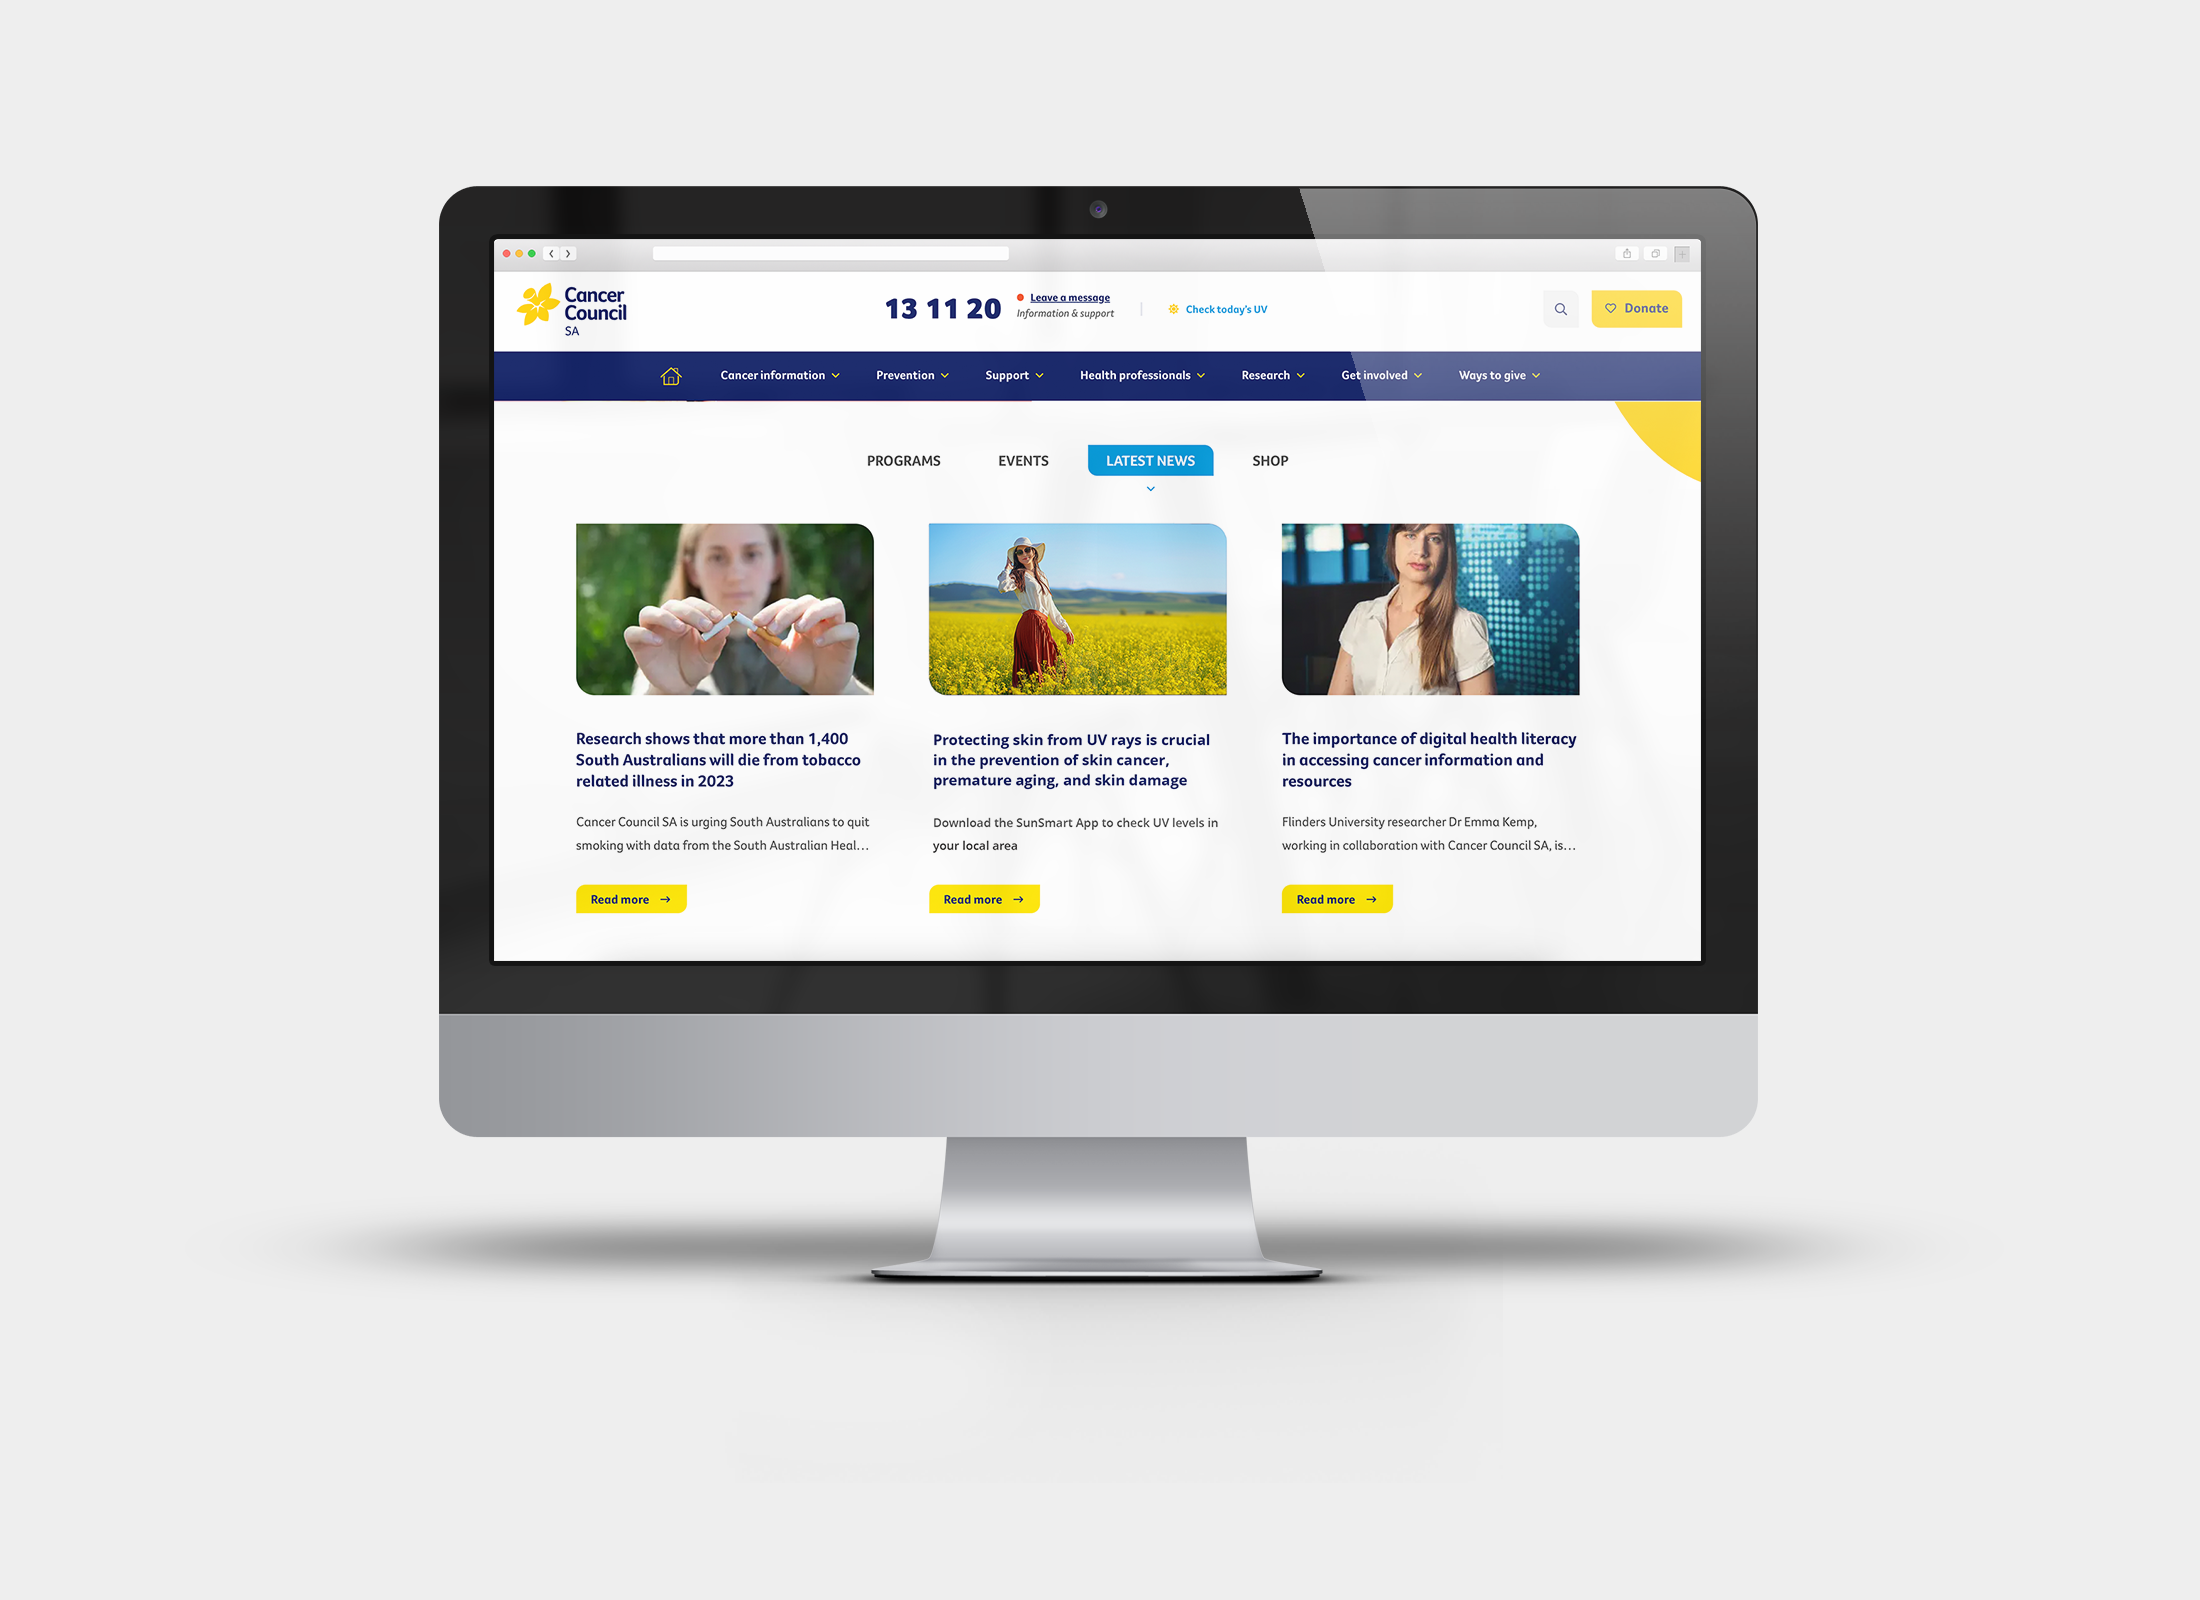 Cancer
Council
SA
13 11 20
Leave a message
Information & support
Check today's UV
Donate
Cancer information
Prevention
Support
Health professionals
Research
Get involved
Ways to give
PROGRAMS
EVENTS
LATEST NEWS
SHOP
Research shows that more than 1,400
South Australians will die from tobacco
related illness in 2023
Cancer Council SA is urging South Australians to quit
smoking with data from the South Australian Heal...
Read more
Protecting skin from UV rays is crucial
in the prevention of skin cancer,
premature aging, and skin damage
Download the SunSmart App to check UV levels in
your local area
Read more
The importance of digital health literacy
in accessing cancer information and
resources
Flinders University researcher Dr Emma Kemp,
working in collaboration with Cancer Council SA, is...
Read more